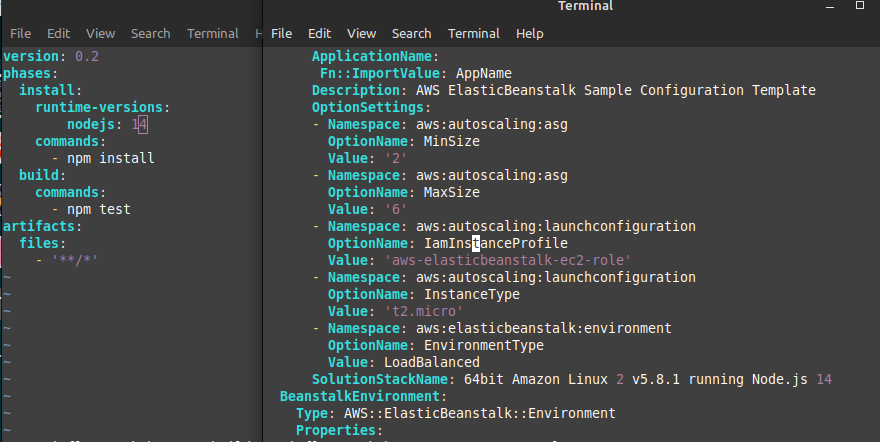 Terminal
File Edit View Search Terminal H
version: 0.2
phases:
  install:
    runtime-versions:
        nodejs: 14
    commands:
      - npm install
  build:
    commands:
      - npm test
artifacts:
  files:
    - '**/*'
~
~
~
~
~
~
~
~
~
~
File Edit View Search Terminal Help
    ApplicationName:
     Fn::ImportValue: AppName
    Description: AWS ElasticBeanstalk Sample Configuration Template
    OptionSettings:
    - Namespace: aws:autoscaling:asg
      OptionName: MinSize
      Value: '2'
    - Namespace: aws:autoscaling:asg
      OptionName: MaxSize
      Value: '6'
    - Namespace: aws:autoscaling:launchconfiguration
      OptionName: IamInstanceProfile
      Value: 'aws-elasticbeanstalk-ec2-role'
    - Namespace: aws:autoscaling:launchconfiguration
      OptionName: InstanceType
      Value: 't2.micro'
    - Namespace: aws:elasticbeanstalk:environment
      OptionName: EnvironmentType
      Value: LoadBalanced
    SolutionStackName: 64bit Amazon Linux 2 v5.8.1 running Node.js 14
BeanstalkEnvironment:
  Type: AWS::ElasticBeanstalk::Environment
  Properties: